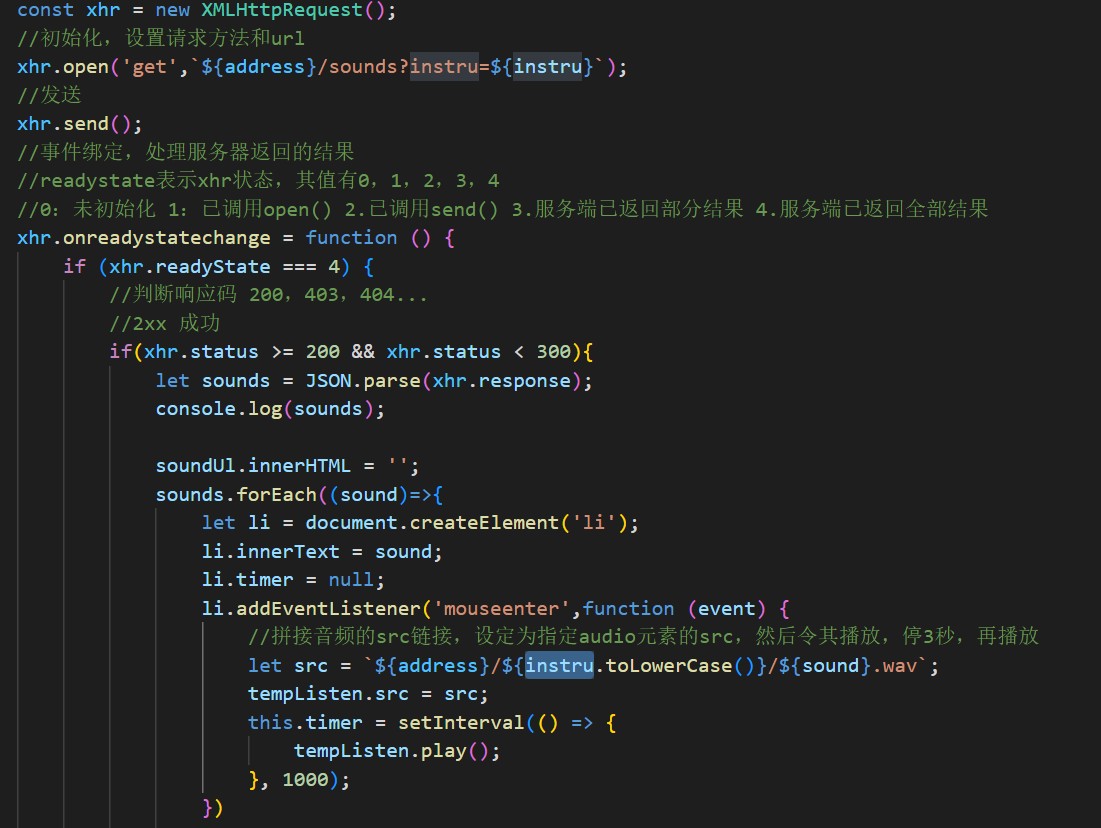 const xhr = new XMLHttpRequest();
//初始化，设置请求方法和url
xhr.open('get',`${address}/sounds?instru=${instru}`);
//发送
xhr.send();
//事件绑定，处理服务器返回的结果
//readystate表示xhr状态，其值有0，1，2，3，4
//0：未初始化 1：已调用open() 2.已调用send() 3.服务端已返回部分结果 4.服务端已返回全部结果
xhr.onreadystatechange = function () {
if (xhr.readyState === 4) {
//判断响应码 200，403，404...
//2xx 成功
if(xhr.status >= 200 && xhr.status < 300){
let sounds = JSON.parse(xhr.response);
console.log(sounds);
soundUl.innerHTML = '';
sounds.forEach((sound)=>{
let li = document.createElement('li');
li.innerText = sound;
li.timer = null;
li.addEventListener('mouseenter',function (event) {
//拼接音频的src链接，设定为指定audio元素的src，然后令其播放，停3秒，再播放
let src = `${address}/${instru.toLowerCase()}/${sound}.wav`;
tempListen.src = src;
this.timer = setInterval(() => {
tempListen.play();
}, 1000);
})